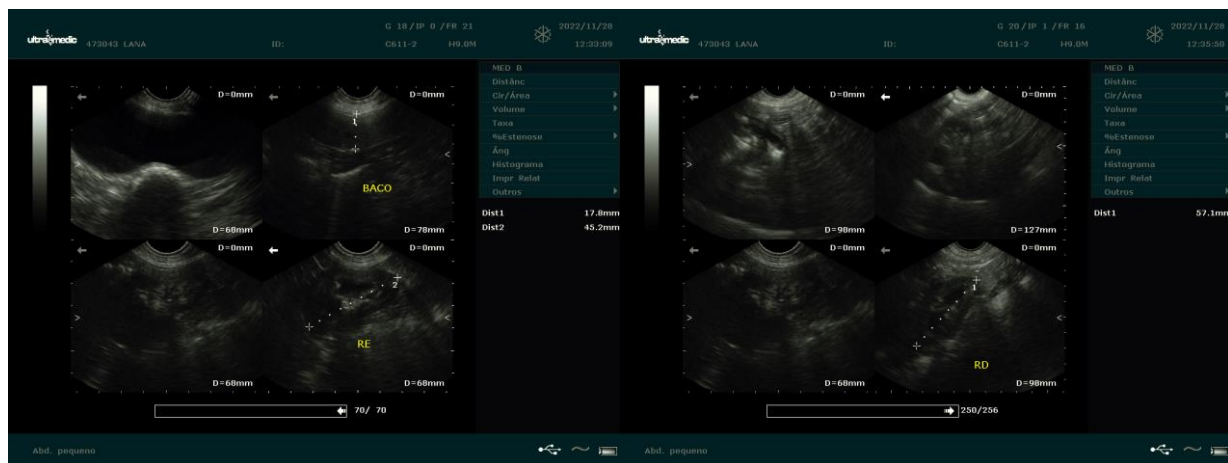 G 18/IP 0 /FR 21
2022/11/28
ultramedic 473043 LANA
ID:
C611-2 H9.0M
12:33:09
MED B
Distânc
Cir/Área
Volume
Taxa
%Estenose
Âng
Histograma
Impr Relat
Outros
Dist1 17.8mm
Dist2 45.2mm
D=0mm
D=0mm
1
BACO
D=68mm
D=78mm
D=0mm
D=0mm
2
RE
D=68mm
D=68mm
70/ 70
Abd. pequeno
G 20/IP 1 /FR 16
2022/11/28
ultramedic 473043 LANA
ID:
C611-2 H9.0M
12:35:50
MED B
Distânc
Cir/Área
Volume
Taxa
%Estenose
Âng
Histograma
Impr Relat
Outros
Dist1 57.1mm
D=0mm
D=0mm
D=98mm
D=127mm
D=0mm
D=0mm
1
RD
D=68mm
D=98mm
250/256
Abd. pequeno